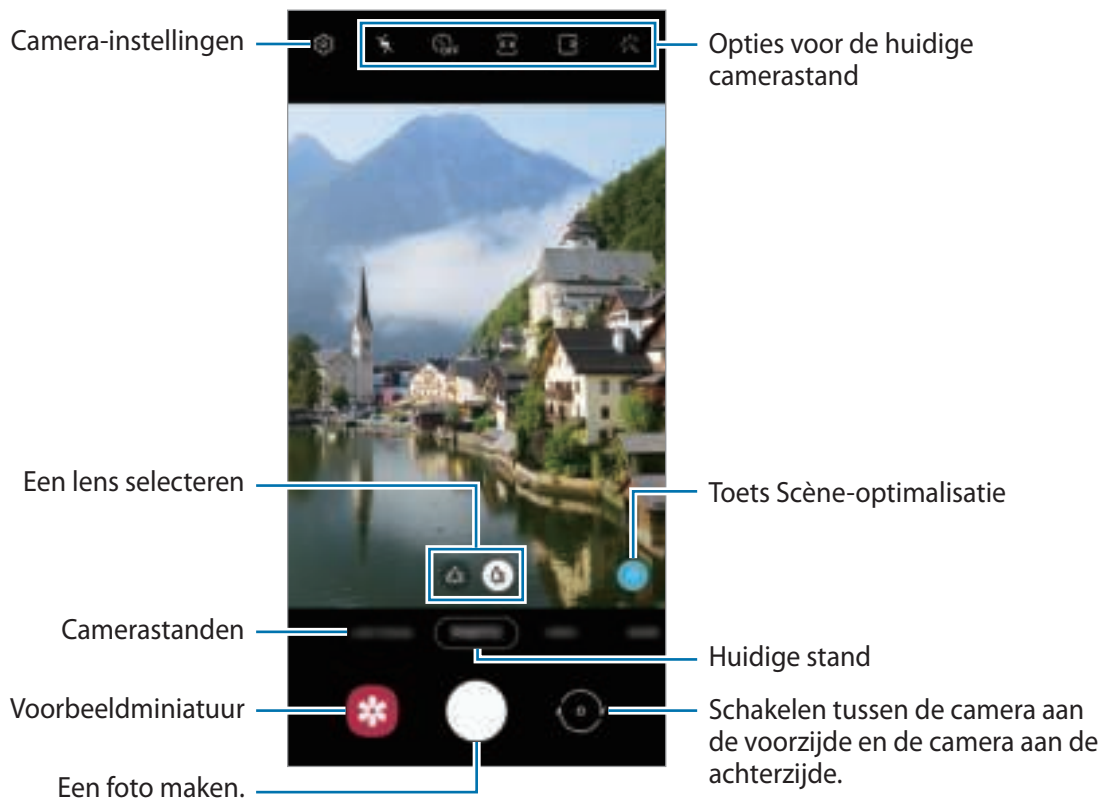 Camera-instellingen
OFF
Opties voor de huidige
camerastand
Een lens selecteren
Toets Scène-optimalisatie
Camerastanden
Huidige stand
Voorbeeldminiatuur
Schakelen tussen de camera aan
de voorzijde en de camera aan de
achterzijde.
Een foto maken.